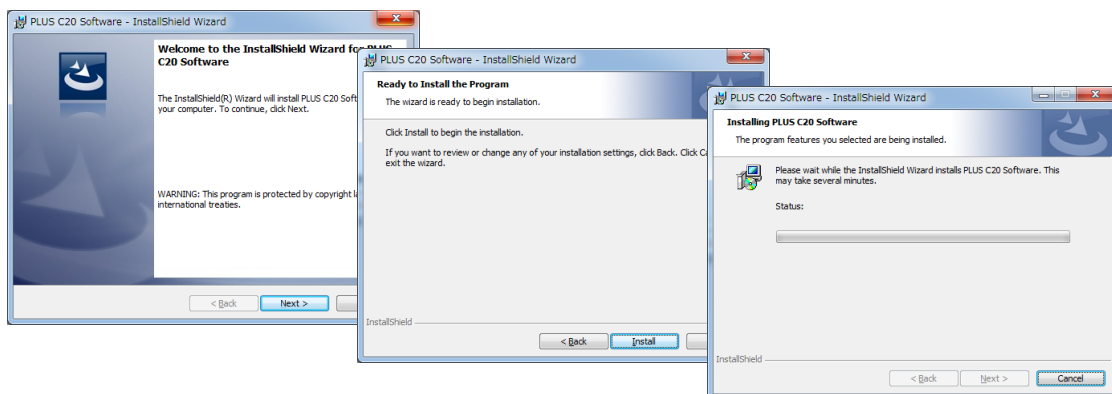 PLUS C20 Software - InstallShield Wizard
Welcome to the InstallShield Wizard for PLUS
C20 Software
The InstallShield(R) Wizard will install PLUS C20
your computer. To continue, click Next.
WARNING: This program is protected by copyright
international treaties.
< Back
Next >
PLUS C20 Software - InstallShield Wizard
Ready to Install the Program
The wizard is ready to begin installation.
Click Install to begin the installation.
If you want to review or change any of your installation settings, click Back. Click
exit the wizard.
InstallShield
< Back
Install
PLUS C20 Software - InstallShield Wizard
Installing PLUS C20 Software
The program features you selected are being installed.
Please wait while the InstallShield Wizard installs PLUS C20 Software. This
may take several minutes.
Status:
InstallShield
< Back
Next >
Cancel